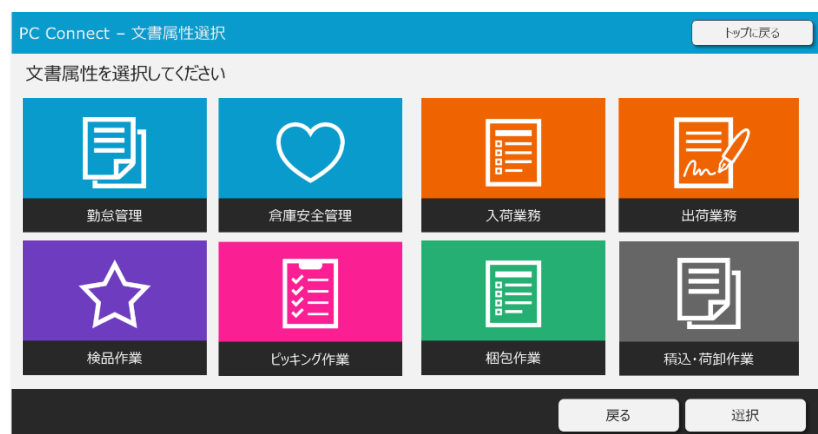 PC Connect – 文書属性選択
トップに戻る
文書属性を選択してください
勤怠管理
倉庫安全管理
入荷業務
出荷業務
検品作業
ピッキング作業
梱包作業
積込・荷卸作業
戻る
選択